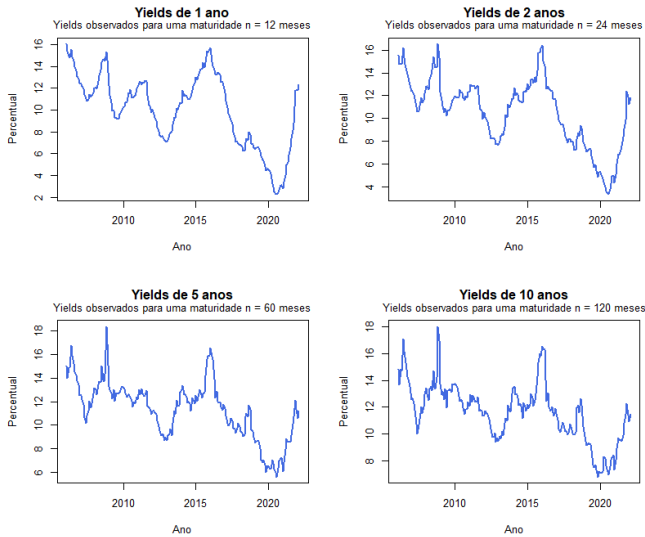 Yields de 1 ano
Yields observados para uma maturidade n = 12 meses
Percentual
16
14
12
10
8
6
4
2
2010
2015
2020
Ano
Yields de 2 anos
Yields observados para uma maturidade n = 24 meses
Percentual
16
14
12
10
8
6
4
2010
2015
2020
Ano
Yields de 5 anos
Yields observados para uma maturidade n = 60 meses
Percentual
18
16
14
12
10
8
6
2010
2015
2020
Ano
Yields de 10 anos
Yields observados para uma maturidade n = 120 meses
Percentual
18
16
14
12
10
8
2010
2015
2020
Ano